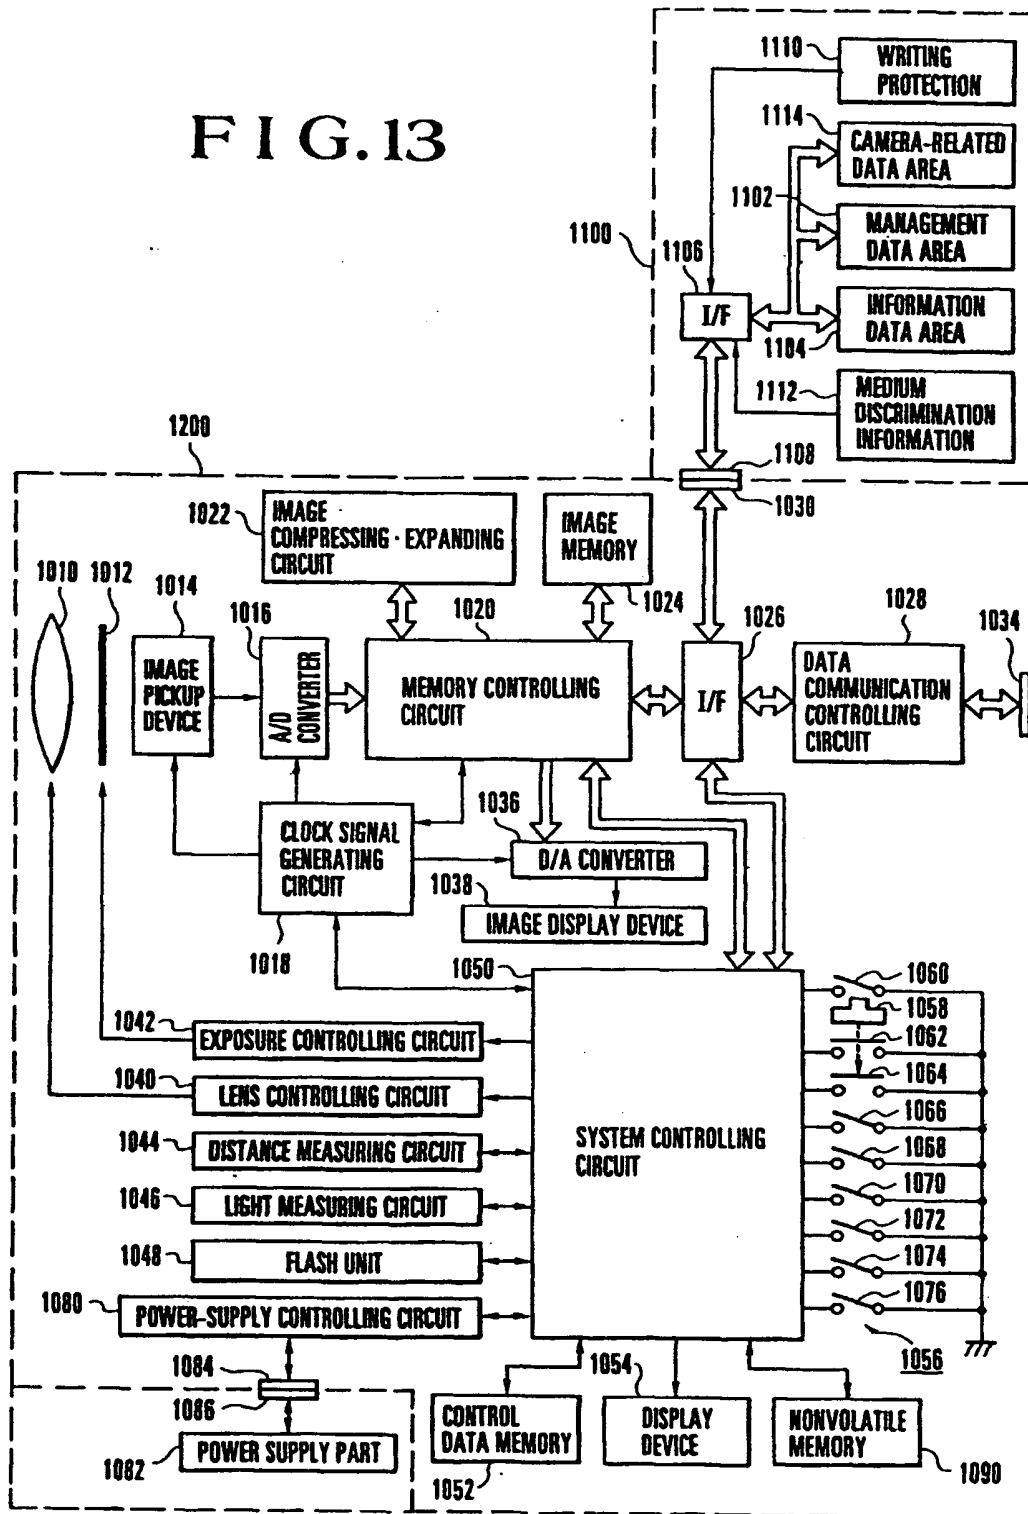 FIG.13
1110
WRITING
PROTECTION
1114
CAMERA-RELATED
DATA AREA
1102
MANAGEMENT
DATA AREA
1100
1106
I/F
INFORMATION
DATA AREA
1104
1112
MEDIUM
DISCRIMINATION
INFORMATION
1200
1108
1030
1022
IMAGE
COMPRESSING · EXPANDING
CIRCUIT
IMAGE
MEMORY
1024
1010
1012
1014
IMAGE
PICKUP
DEVICE
1016
A/D
CONVERTER
1020
MEMORY CONTROLLING
CIRCUIT
1026
I/F
1028
DATA
COMMUNICATION
CONTROLLING
CIRCUIT
1034
CLOCK SIGNAL
GENERATING
CIRCUIT
1018
1036
D/A CONVERTER
1038
IMAGE DISPLAY DEVICE
1050
SYSTEM CONTROLLING
CIRCUIT
1042
EXPOSURE CONTROLLING CIRCUIT
1040
LENS CONTROLLING CIRCUIT
1044
DISTANCE MEASURING CIRCUIT
1046
LIGHT MEASURING CIRCUIT
1048
FLASH UNIT
1080
POWER-SUPPLY CONTROLLING CIRCUIT
1084
1086
1082
POWER SUPPLY PART
1060
1058
1062
1064
1066
1068
1070
1072
1074
1076
1056
CONTROL
DATA MEMORY
1052
1054
DISPLAY
DEVICE
NONVOLATILE
MEMORY
1090